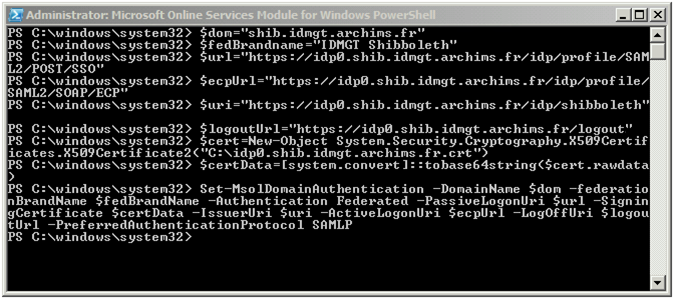 Administrator: Microsoft Online Services Module for Windows PowerShell
PS C:\windows\system32> $dom="shib.idmgt.archims.fr"
PS C:\windows\system32> $fedBrandname="IDMGT Shibboleth"
PS C:\windows\system32> $url="https://idp0.shib.idmgt.archims.fr/idp/profile/SAM
L2/POST/SSO"
PS C:\windows\system32> $ecpUrl="https://idp0.shib.idmgt.archims.fr/idp/profile/
SAML2/SOAP/ECP"
PS C:\windows\system32> $uri="https://idp0.shib.idmgt.archims.fr/idp/shibboleth"
PS C:\windows\system32> $logoutUrl="https://idp0.shib.idmgt.archims.fr/logout"
PS C:\windows\system32> $cert=New-Object System.Security.Cryptography.X509Certif
icates.X509Certificate2("C:\idp0.shib.idmgt.archims.fr.crt")
PS C:\windows\system32> $certData=[system.convert]::tobase64string($cert.rawdata
)
PS C:\windows\system32> Set-MsolDomainAuthentication -DomainName $dom -federatio
nBrandName $fedBrandName -Authentication Federated -PassiveLogonUri $url -Signin
gCertificate $certData -IssuerUri $uri -ActiveLogonUri $ecpUrl -LogOffUri $logou
tUrl -PreferredAuthenticationProtocol SAMLP
PS C:\windows\system32>